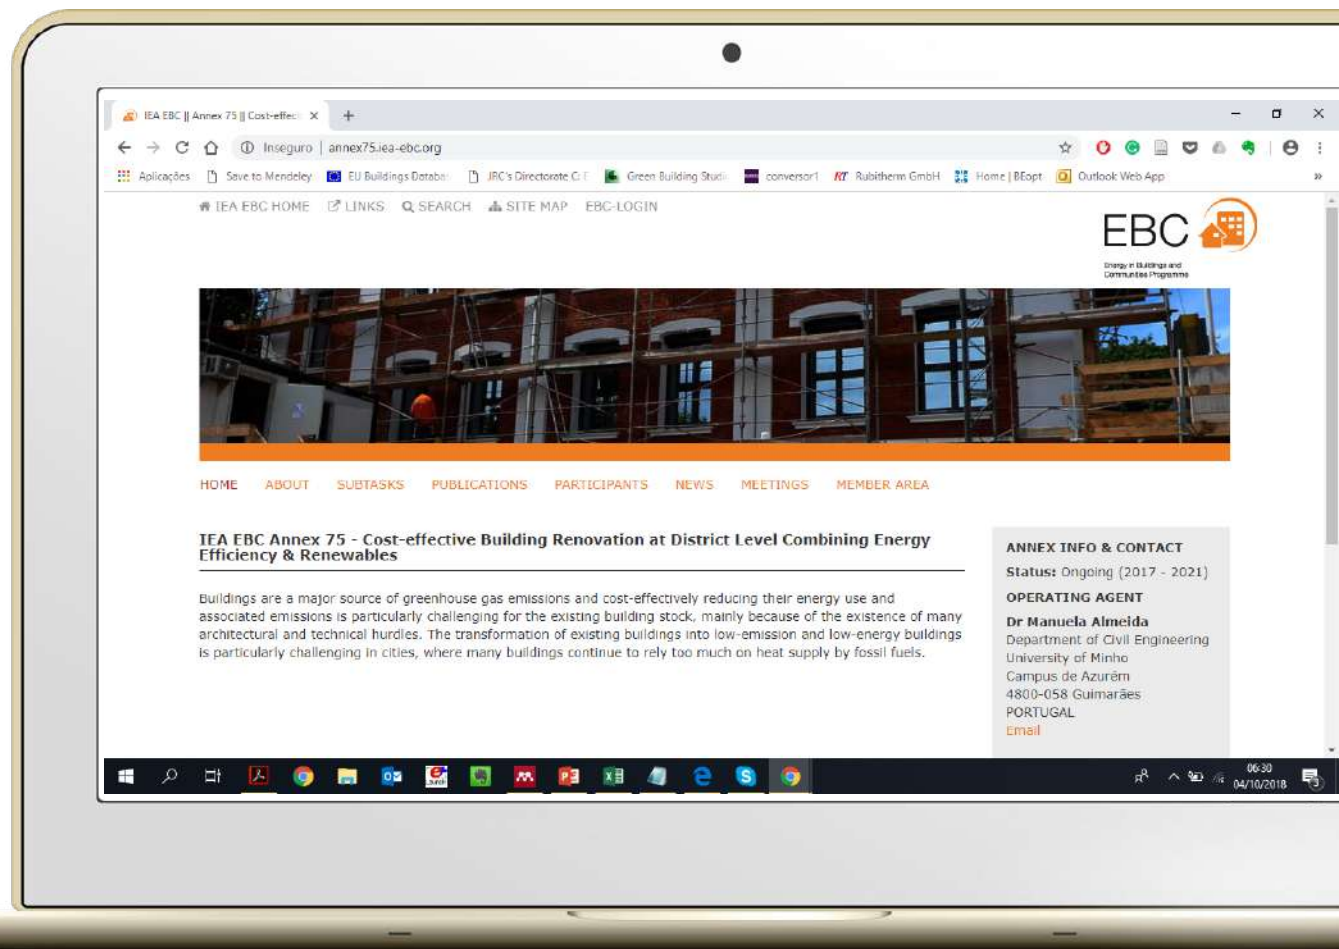 IEA EBC || Annex 75 || Cost-effec
Inseguro | annex75.iea-ebc.org
Aplicações Save to Mendeley EU Buildings Databa JRC's Directorate C: E Green Building Studi conversor1 RT Rubitherm GmbH Home | BEopt Outlook Web App »
IEA EBC HOME LINKS SEARCH SITE MAP EBC-LOGIN
EBC
Energy in Buildings and
Communities Programme
HOME ABOUT SUBTASKS PUBLICATIONS PARTICIPANTS NEWS MEETINGS MEMBER AREA
IEA EBC Annex 75 - Cost-effective Building Renovation at District Level Combining Energy
Efficiency & Renewables
Buildings are a major source of greenhouse gas emissions and cost-effectively reducing their energy use and
associated emissions is particularly challenging for the existing building stock, mainly because of the existence of many
architectural and technical hurdles. The transformation of existing buildings into low-emission and low-energy buildings
is particularly challenging in cities, where many buildings continue to rely too much on heat supply by fossil fuels.
ANNEX INFO & CONTACT
Status: Ongoing (2017 - 2021)
OPERATING AGENT
Dr Manuela Almeida
Department of Civil Engineering
University of Minho
Campus de Azurém
4800-058 Guimarães
PORTUGAL
Email
06:30
04/10/2018